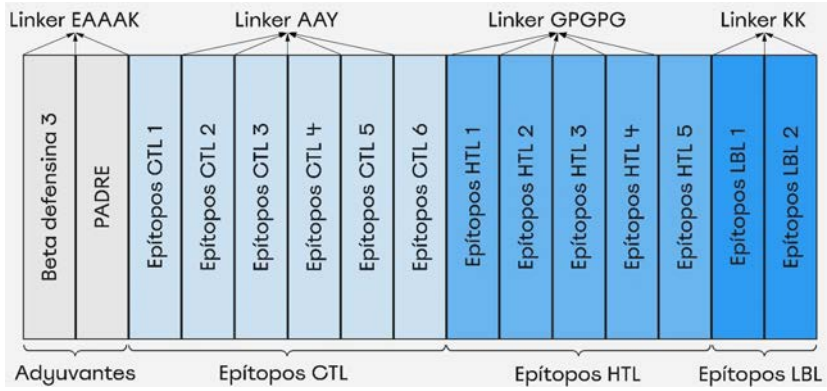 Linker EAAAK
Linker AAY
Linker GPGPG
Linker KK
Beta defensina 3
PADRE
Epítopos CTL 1
Epítopos CTL 2
Epítopos CTL 3
Epítopos CTL 4
Epítopos CTL 5
Epítopos CTL 6
Epítopos HTL 1
Epítopos HTL 2
Epítopos HTL 3
Epítopos HTL 4
Epítopos HTL 5
Epítopos LBL 1
Epítopos LBL 2
Adyuvantes
Epítopos CTL
Epítopos HTL
Epítopos LBL